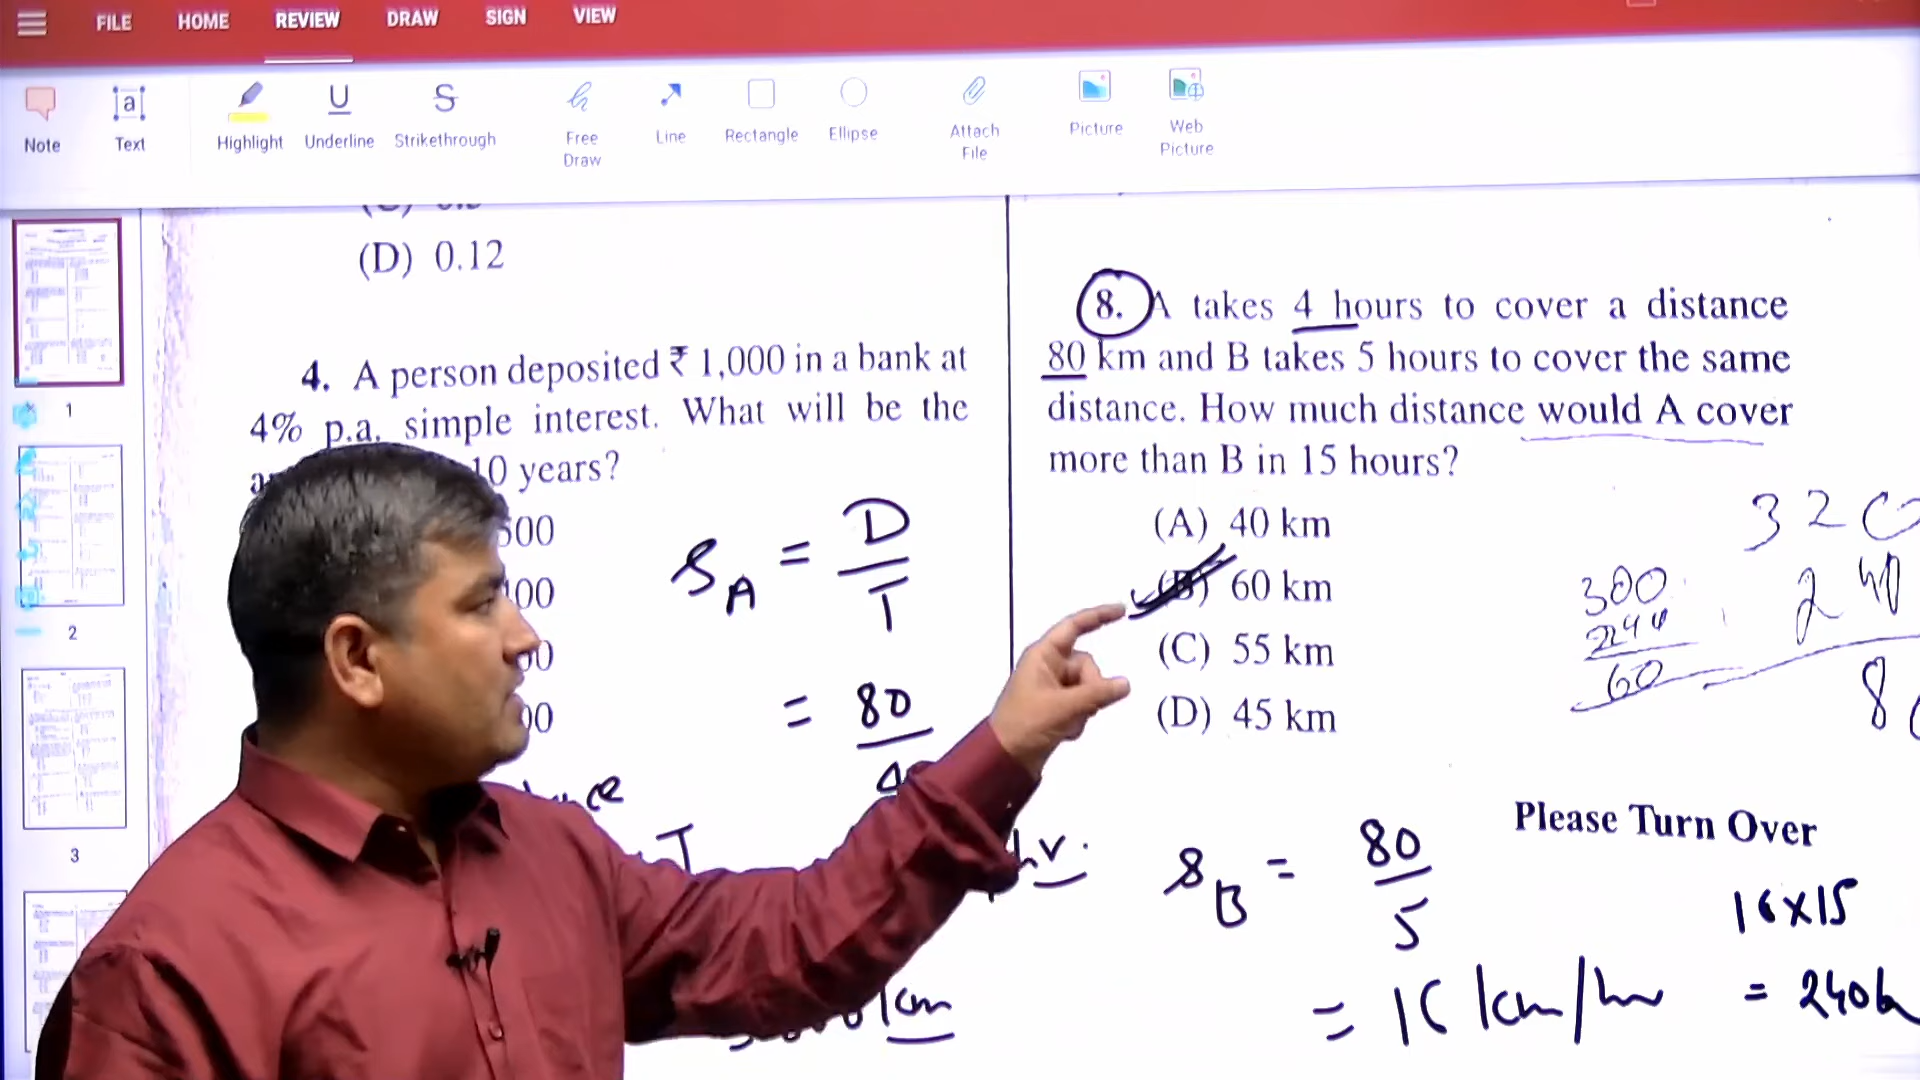 FILE HOME REVIEW DRAW SIGN VIEW
Note Text Highlight Underline Strikethrough Free Draw Line Rectangle Ellipse Attach File Picture Web Picture
1
2
3
(D) 0.12
4. A person deposited ₹ 1,000 in a bank at
4% p.a. simple interest. What will be the
10 years?
S_A = D/T
= 80/4
T
km
8. A takes 4 hours to cover a distance
80 km and B takes 5 hours to cover the same
distance. How much distance would A cover
more than B in 15 hours?
(A) 40 km
(B) 60 km
(C) 55 km
(D) 45 km
300
240
60
320
240
Please Turn Over
hr.
S_B = 80/5
= 16 km/hr
16×15
= 240